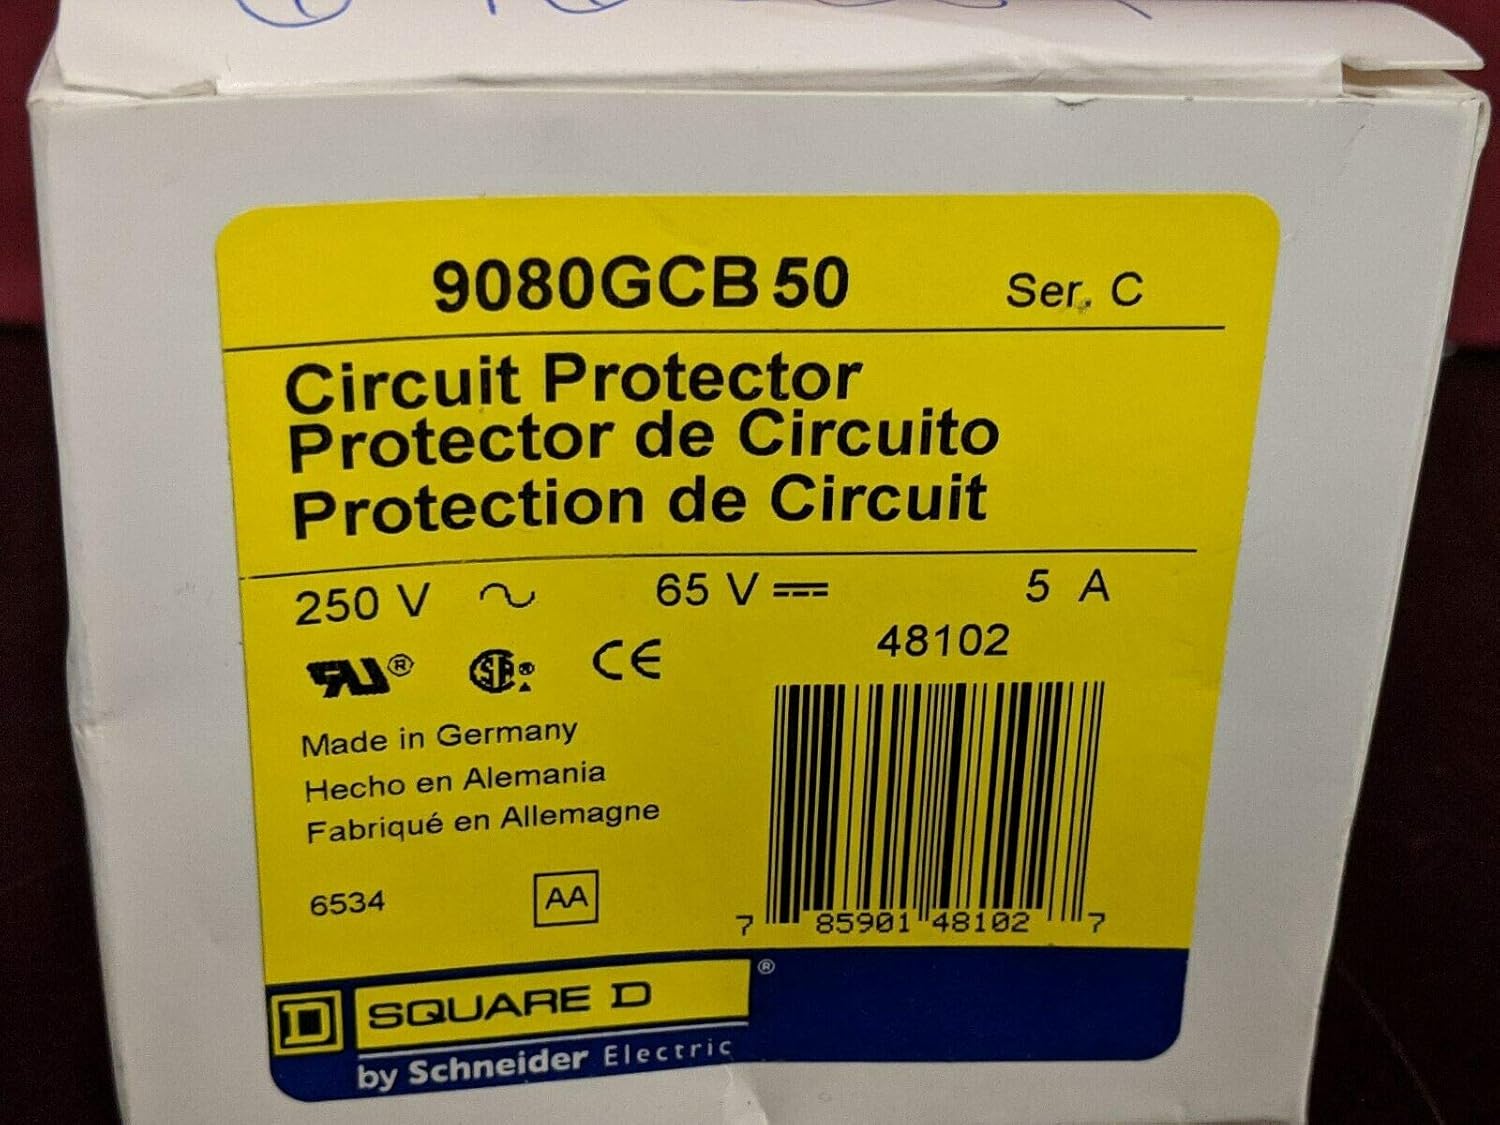 9080GCB 50 Ser. C
Circuit Protector
Protector de Circuito
Protection de Circuit
250 V 65 V 5 A
48102
Made in Germany
Hecho en Alemania
Fabriqué en Allemagne
6534 AA
7 85901 48102 7
D SQUARE D ®
by Schneider Electric